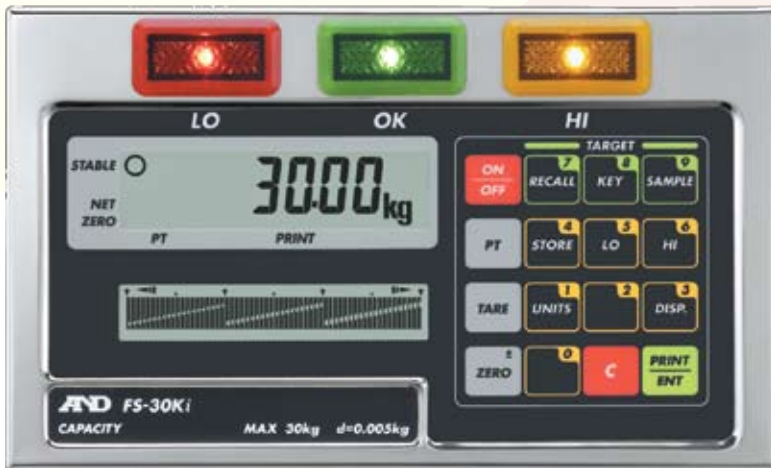 LO OK HI
STABLE 30.00 kg
NET
ZERO
PT PRINT
TARGET
ON
OFF
7
RECALL
8
KEY
9
SAMPLE
PT
4
STORE
5
LO
6
HI
TARE
1
UNITS
2
3
DISP.
±
ZERO
0
C
PRINT
ENT
AND FS-30Ki
CAPACITY MAX 30kg d=0.005kg